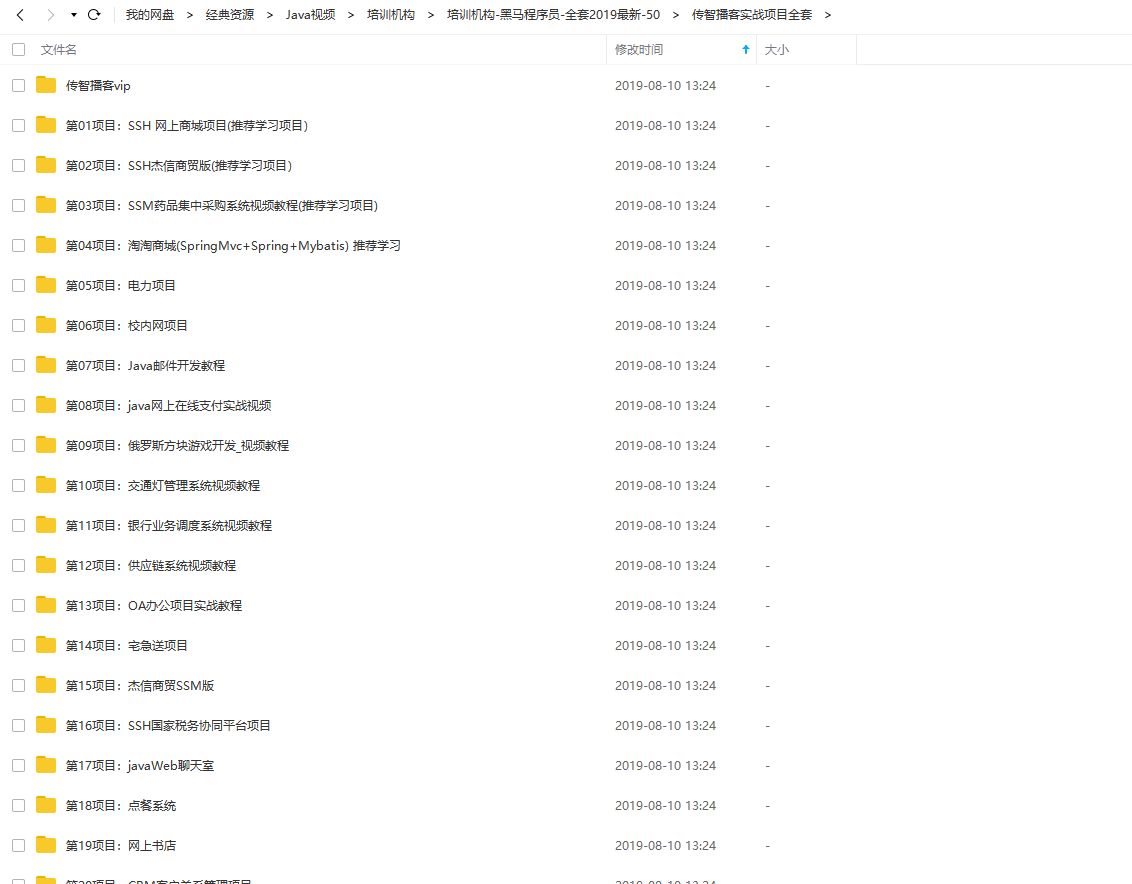 我的网盘 > 经典资源 > Java视频 > 培训机构 > 培训机构-黑马程序员-全套2019最新-50 > 传智播客实战项目全套 >
文件名 修改时间 大小
传智播客vip 2019-08-10 13:24 -
第01项目：SSH 网上商城项目(推荐学习项目) 2019-08-10 13:24 -
第02项目：SSH杰信商贸版(推荐学习项目) 2019-08-10 13:24 -
第03项目：SSM药品集中采购系统视频教程(推荐学习项目) 2019-08-10 13:24 -
第04项目：淘淘商城(SpringMvc+Spring+Mybatis) 推荐学习 2019-08-10 13:24 -
第05项目：电力项目 2019-08-10 13:24 -
第06项目：校内网项目 2019-08-10 13:24 -
第07项目：Java邮件开发教程 2019-08-10 13:24 -
第08项目：java网上在线支付实战视频 2019-08-10 13:24 -
第09项目：俄罗斯方块游戏开发_视频教程 2019-08-10 13:24 -
第10项目：交通灯管理系统视频教程 2019-08-10 13:24 -
第11项目：银行业务调度系统视频教程 2019-08-10 13:24 -
第12项目：供应链系统视频教程 2019-08-10 13:24 -
第13项目：OA办公项目实战教程 2019-08-10 13:24 -
第14项目：宅急送项目 2019-08-10 13:24 -
第15项目：杰信商贸SSM版 2019-08-10 13:24 -
第16项目：SSH国家税务协同平台项目 2019-08-10 13:24 -
第17项目：javaWeb聊天室 2019-08-10 13:24 -
第18项目：点餐系统 2019-08-10 13:24 -
第19项目：网上书店 2019-08-10 13:24 -
第20项目：CRM客户关系管理项目 2019-08-10 13:24